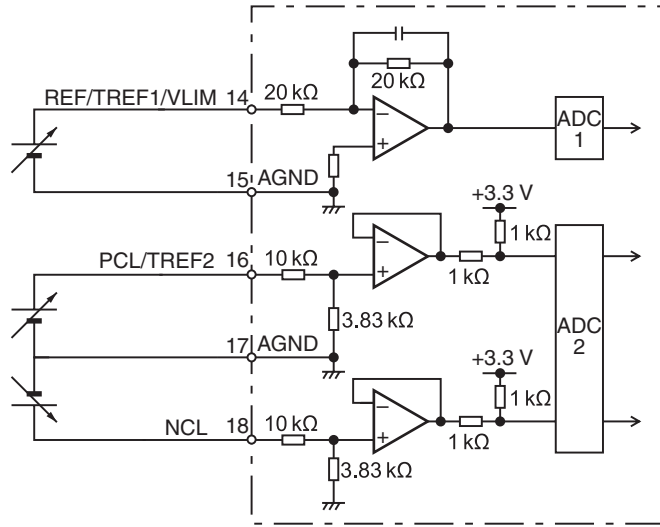 REF/TREF1/VLIM 14
20 kΩ
20 kΩ
−
+
ADC
1
15 AGND
+3.3 V
1 kΩ
PCL/TREF2 16
10 kΩ
−
+
1 kΩ
3.83 kΩ
ADC
2
17 AGND
+3.3 V
1 kΩ
NCL 18
10 kΩ
−
+
1 kΩ
3.83 kΩ